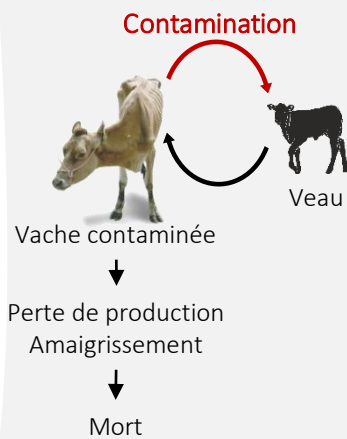 Contamination
Veau
Vache contaminée
Perte de production
Amaigrissement
Mort